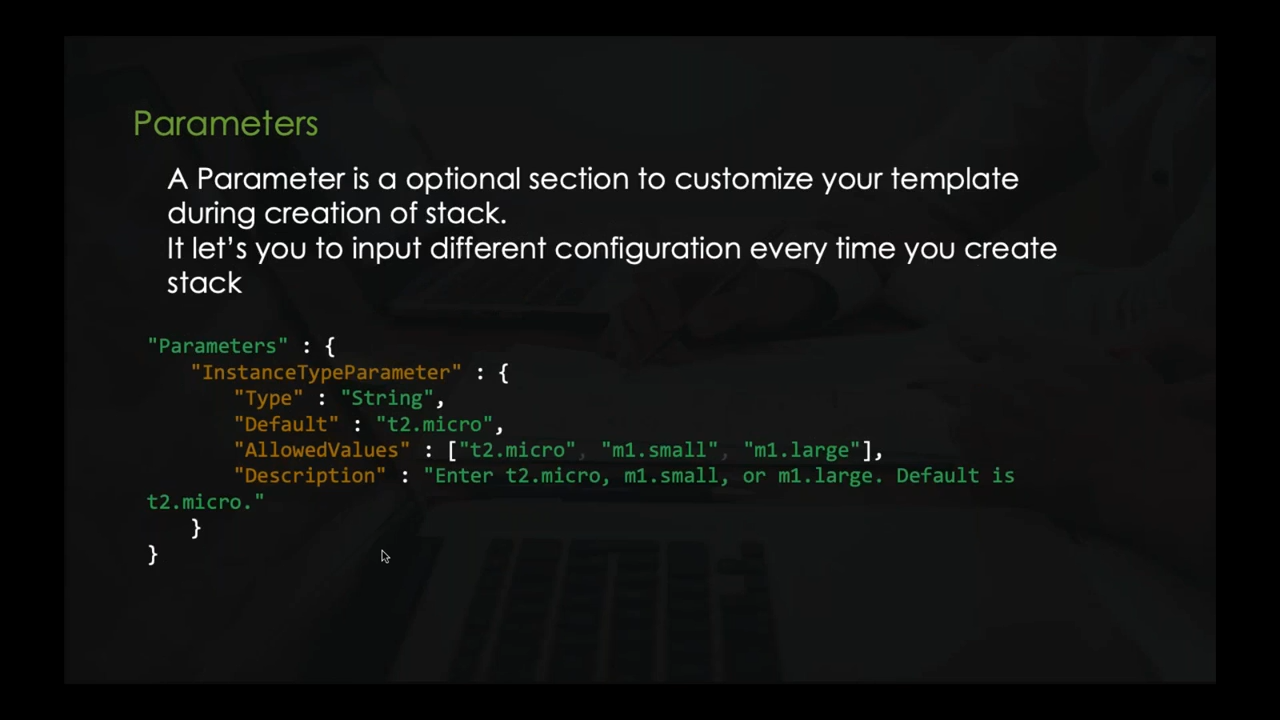 Parameters
A Parameter is a optional section to customize your template
during creation of stack.
It let’s you to input different configuration every time you create
stack
"Parameters" : {
"InstanceTypeParameter" : {
"Type" : "String",
"Default" : "t2.micro",
"AllowedValues" : ["t2.micro", "m1.small", "m1.large"],
"Description" : "Enter t2.micro, m1.small, or m1.large. Default is
t2.micro."
}
}